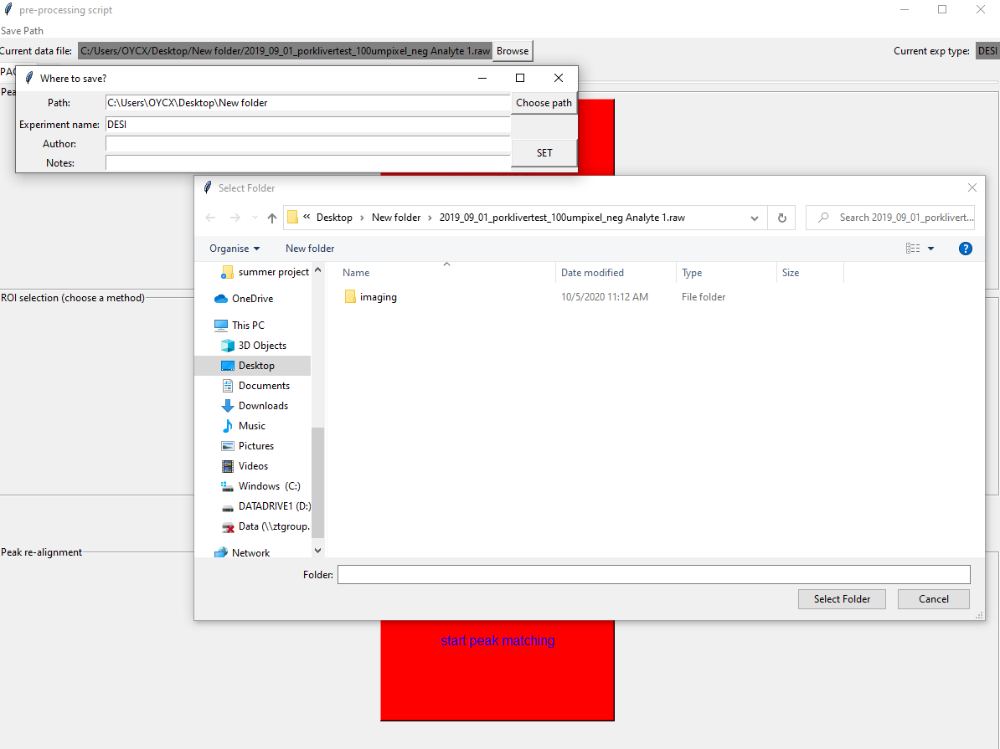 pre-processing script
Save Path
Current data file: C:/Users/OYCX/Desktop/New folder/2019_09_01_porklivertest_100umpixel_neg Analyte 1.raw Browse Current exp type: DESI
Where to save?
Path: C:\Users\OYCX\Desktop\New folder Choose path
Experiment name: DESI
Author:
SET
Notes:
Select Folder
« Desktop › New folder › 2019_09_01_porklivertest_100umpixel_neg Analyte 1.raw Search 2019_09_01_porklivert...
Organise New folder
Name Date modified Type Size
imaging 10/5/2020 11:12 AM File folder
summer project
OneDrive
This PC
3D Objects
Desktop
Documents
Downloads
Music
Pictures
Videos
Windows (C:)
DATADRIVE1 (D:)
Data (\\ztgroup.
Network
Folder:
Select Folder Cancel
ROI selection (choose a method)
Peak re-alignment
start peak matching